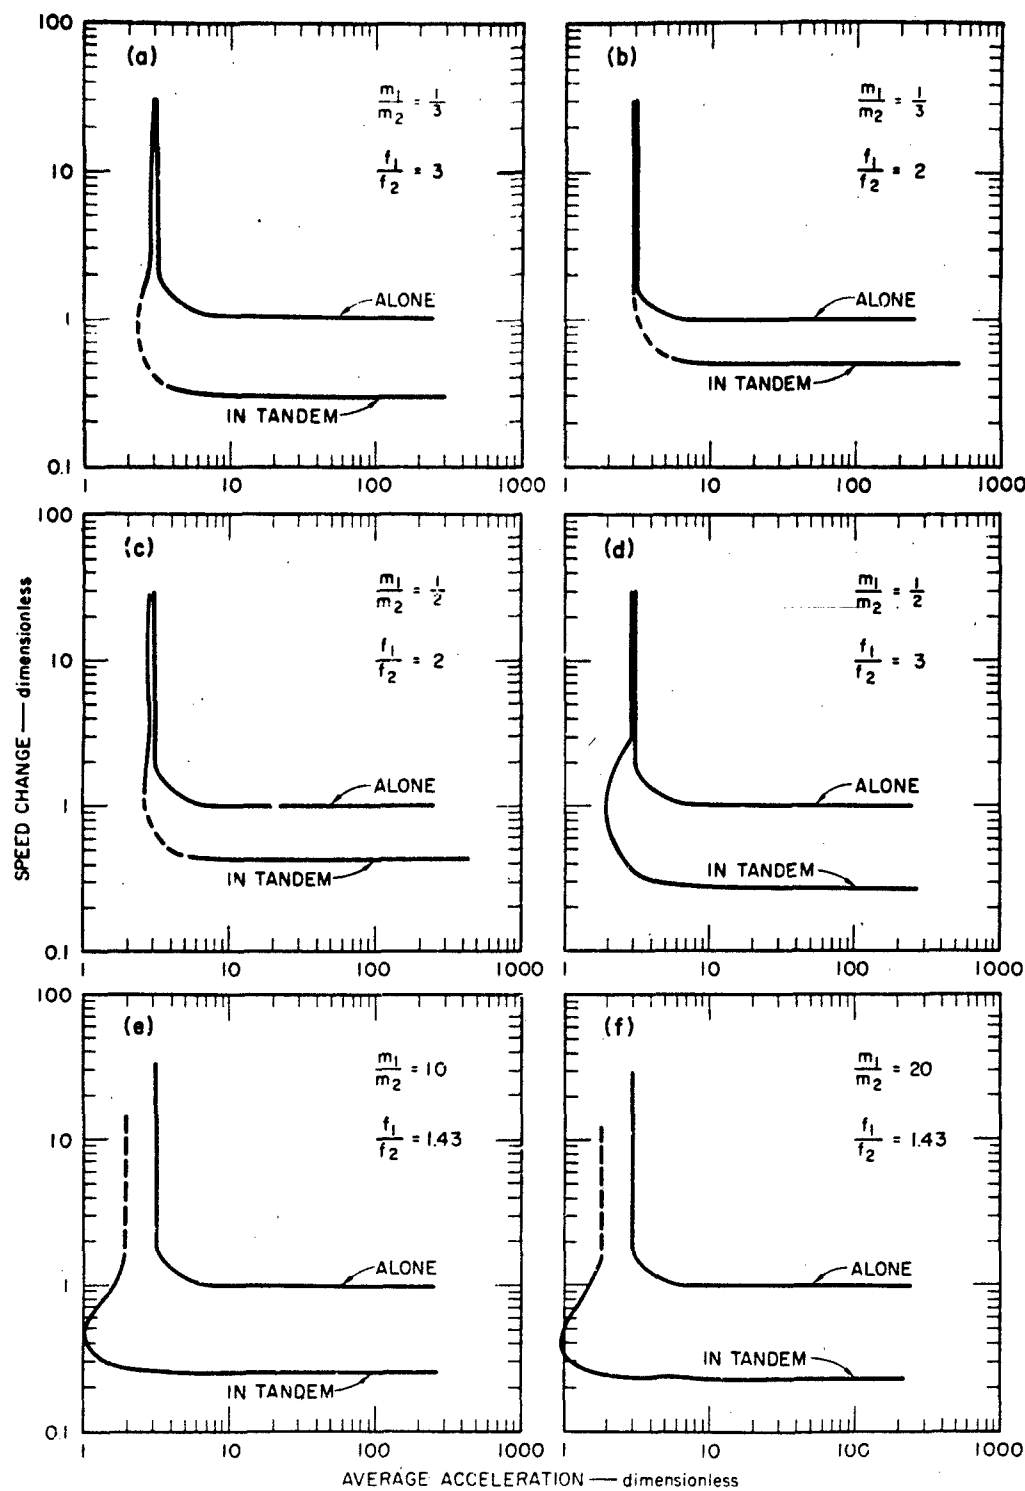 100
(a)
m1/m2 = 1/3
f1/f2 = 3
10
ALONE
1
IN TANDEM
0.1
1 10 100 1000
(b)
m1/m2 = 1/3
f1/f2 = 2
ALONE
IN TANDEM
1 10 100 1000
100
(c)
m1/m2 = 1/2
f1/f2 = 2
10
ALONE
1
IN TANDEM
0.1
1 10 100 1000
(d)
m1/m2 = 1/2
f1/f2 = 3
ALONE
IN TANDEM
1 10 100 1000
SPEED CHANGE — dimensionless
100
(e)
m1/m2 = 10
f1/f2 = 1.43
10
ALONE
1
IN TANDEM
0.1
1 10 100 1000
(f)
m1/m2 = 20
f1/f2 = 1.43
ALONE
IN TANDEM
1 10 100 1000
AVERAGE ACCELERATION — dimensionless